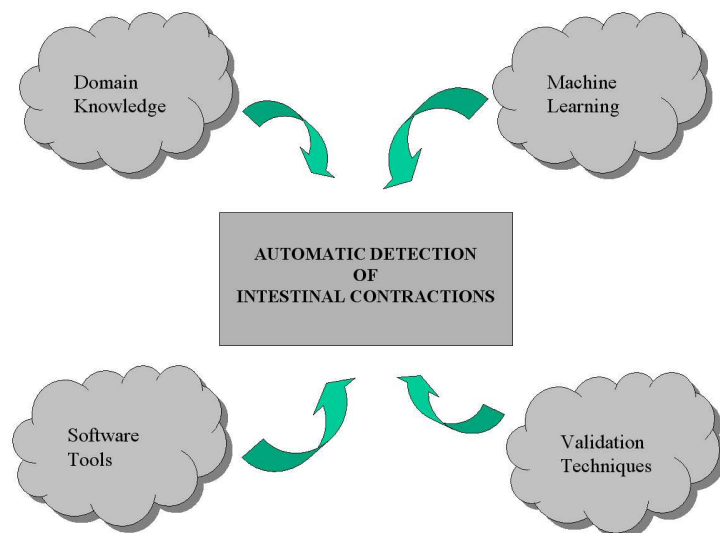 Domain
Knowledge
Machine
Learning
AUTOMATIC DETECTION
OF
INTESTINAL CONTRACTIONS
Software
Tools
Validation
Techniques